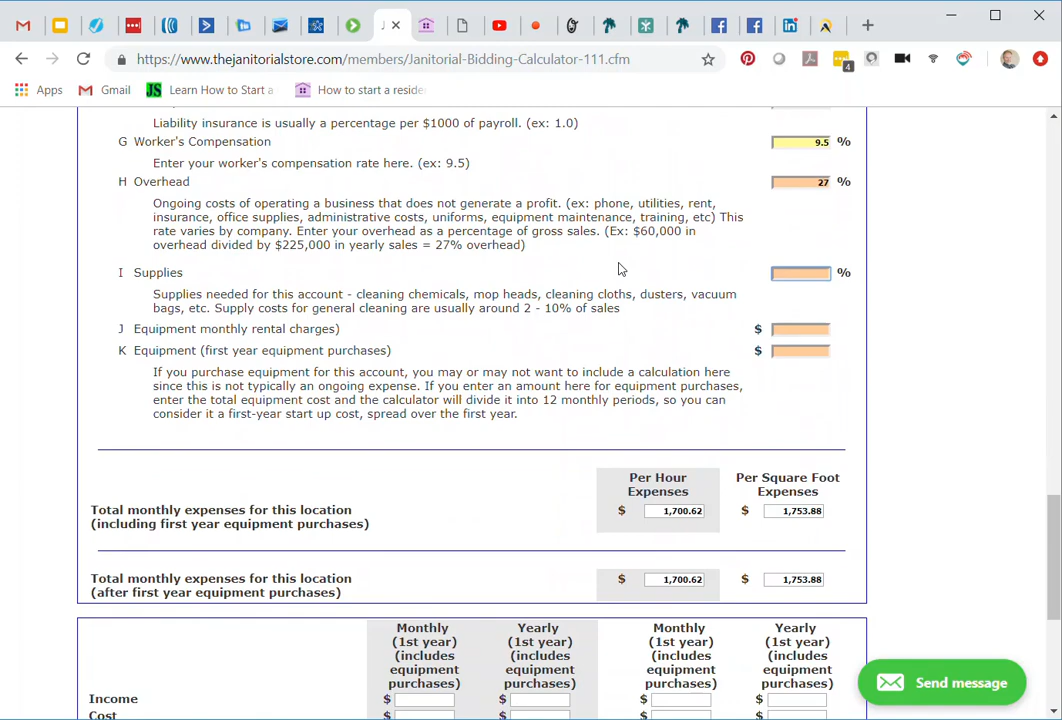 https://www.thejanitorialstore.com/members/Janitorial-Bidding-Calculator-111.cfm
4
Apps Gmail JS Learn How to Start a How to start a reside
Liability insurance is usually a percentage per $1000 of payroll. (ex: 1.0)
G Worker's Compensation 9.5 %
Enter your worker's compensation rate here. (ex: 9.5)
H Overhead 27 %
Ongoing costs of operating a business that does not generate a profit. (ex: phone, utilities, rent,
insurance, office supplies, administrative costs, uniforms, equipment maintenance, training, etc) This
rate varies by company. Enter your overhead as a percentage of gross sales. (Ex: $60,000 in
overhead divided by $225,000 in yearly sales = 27% overhead)
I Supplies %
Supplies needed for this account - cleaning chemicals, mop heads, cleaning cloths, dusters, vacuum
bags, etc. Supply costs for general cleaning are usually around 2 - 10% of sales
J Equipment monthly rental charges) $
K Equipment (first year equipment purchases) $
If you purchase equipment for this account, you may or may not want to include a calculation here
since this is not typically an ongoing expense. If you enter an amount here for equipment purchases,
enter the total equipment cost and the calculator will divide it into 12 monthly periods, so you can
consider it a first-year start up cost, spread over the first year.
Per Hour Per Square Foot
Expenses Expenses
Total monthly expenses for this location $ 1,700.62 $ 1,753.88
(including first year equipment purchases)
Total monthly expenses for this location $ 1,700.62 $ 1,753.88
(after first year equipment purchases)
Monthly Yearly Monthly Yearly
(1st year) (1st year) (1st year) (1st year)
(includes (includes (includes (includes
equipment equipment equipment equipment
purchases) purchases) purchases) purchases)
Income $ $ $ $
Cost
Send message